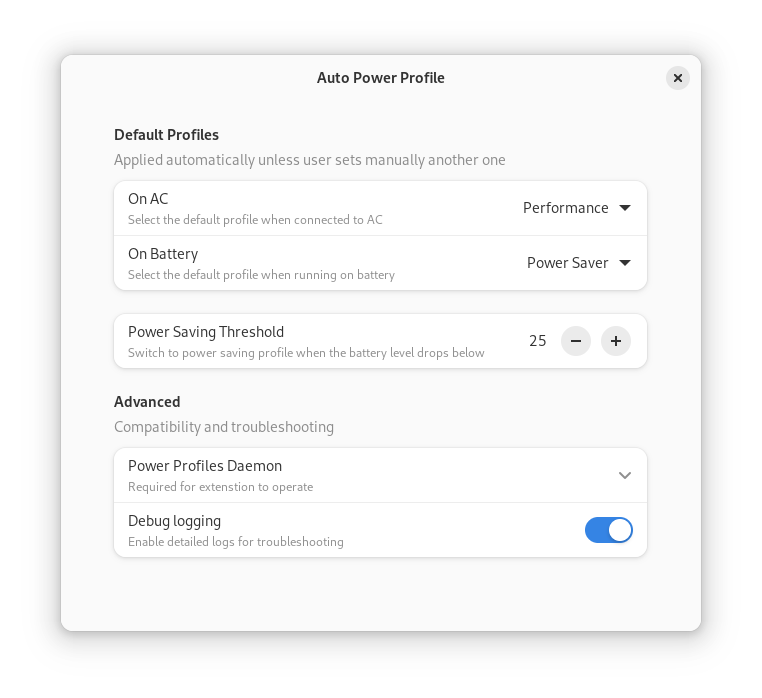 Auto Power Profile
Default Profiles
Applied automatically unless user sets manually another one
On AC
Select the default profile when connected to AC
Performance
On Battery
Select the default profile when running on battery
Power Saver
Power Saving Threshold
Switch to power saving profile when the battery level drops below
25
Advanced
Compatibility and troubleshooting
Power Profiles Daemon
Required for extenstion to operate
Debug logging
Enable detailed logs for troubleshooting